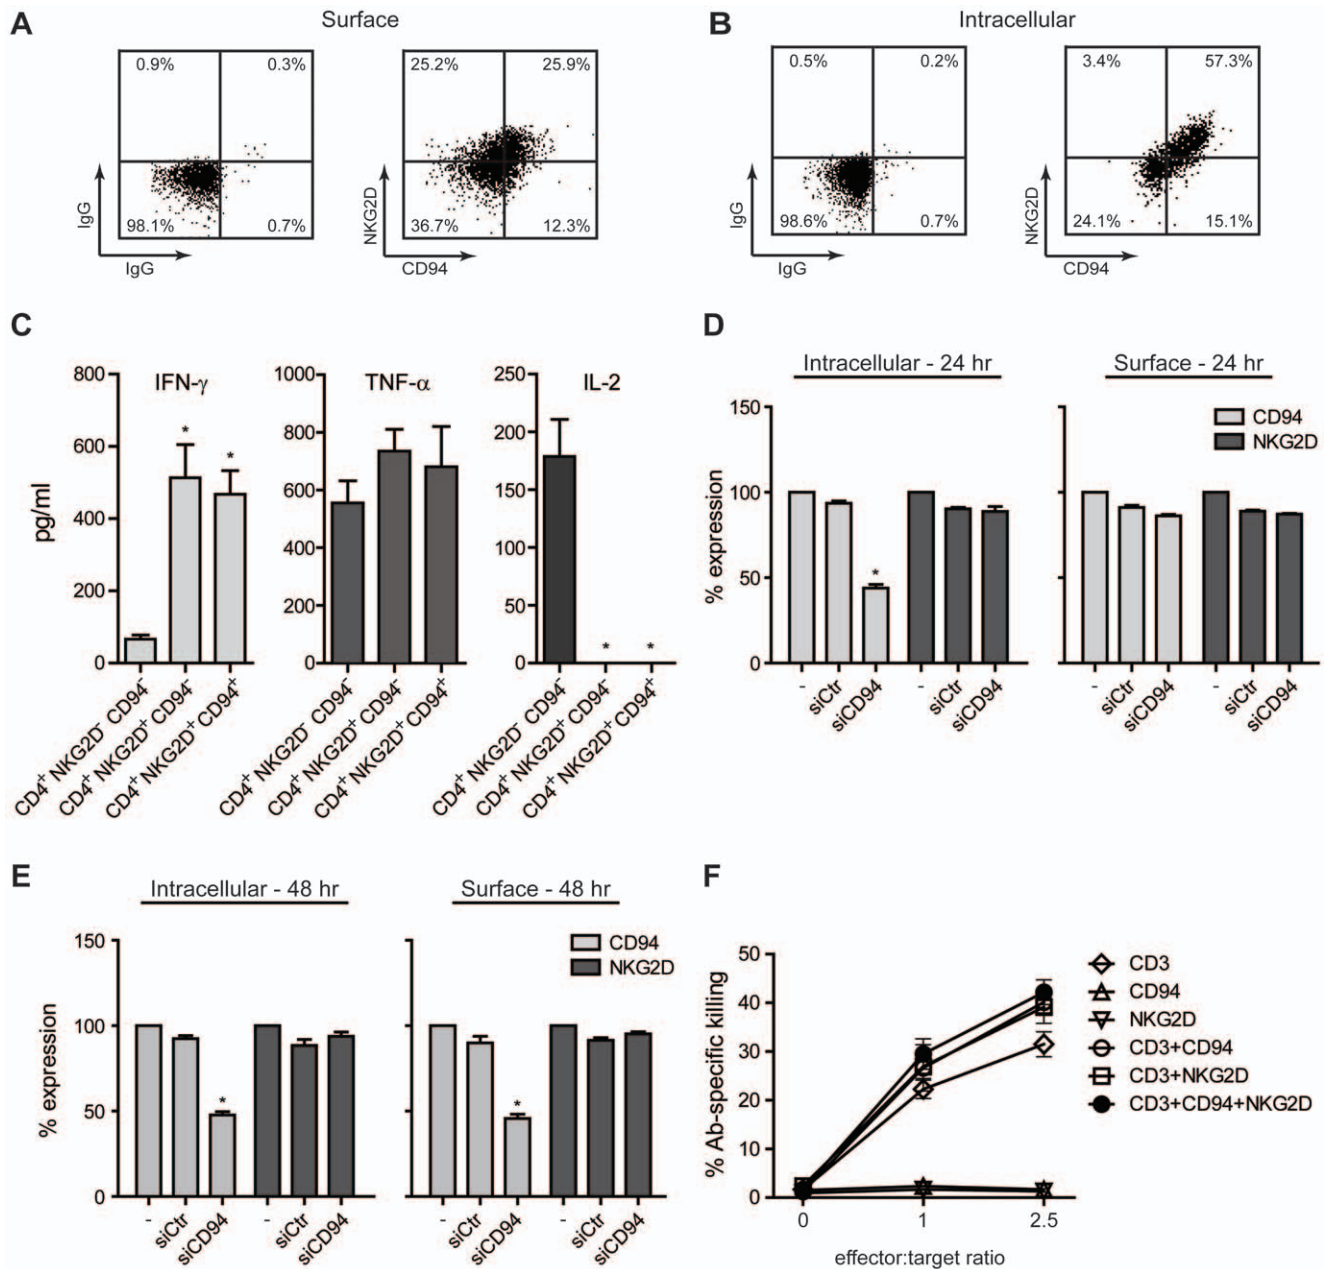 A
Surface
0.9%
0.3%
98.1%
0.7%
IgG
IgG
25.2%
25.9%
36.7%
12.3%
NKG2D
CD94
B
Intracellular
0.5%
0.2%
98.6%
0.7%
IgG
IgG
3.4%
57.3%
24.1%
15.1%
NKG2D
CD94
C
pg/ml
IFN-γ
800
600
400
200
0
*
*
CD4⁺ NKG2D⁻ CD94⁻
CD4⁺ NKG2D⁺ CD94⁻
CD4⁺ NKG2D⁺ CD94⁺
TNF-α
1000
800
600
400
200
0
CD4⁺ NKG2D⁻ CD94⁻
CD4⁺ NKG2D⁺ CD94⁻
CD4⁺ NKG2D⁺ CD94⁺
IL-2
250
200
150
100
50
0
*
*
CD4⁺ NKG2D⁻ CD94⁻
CD4⁺ NKG2D⁺ CD94⁻
CD4⁺ NKG2D⁺ CD94⁺
D
Intracellular - 24 hr
Surface - 24 hr
% expression
150
100
50
0
*
CD94
NKG2D
-
siCtr
siCD94
-
siCtr
siCD94
-
siCtr
siCD94
-
siCtr
siCD94
E
Intracellular - 48 hr
Surface - 48 hr
% expression
150
100
50
0
*
*
CD94
NKG2D
-
siCtr
siCD94
-
siCtr
siCD94
-
siCtr
siCD94
-
siCtr
siCD94
F
% Ab-specific killing
50
40
30
20
10
0
0
1
2.5
effector:target ratio
CD3
CD94
NKG2D
CD3+CD94
CD3+NKG2D
CD3+CD94+NKG2D